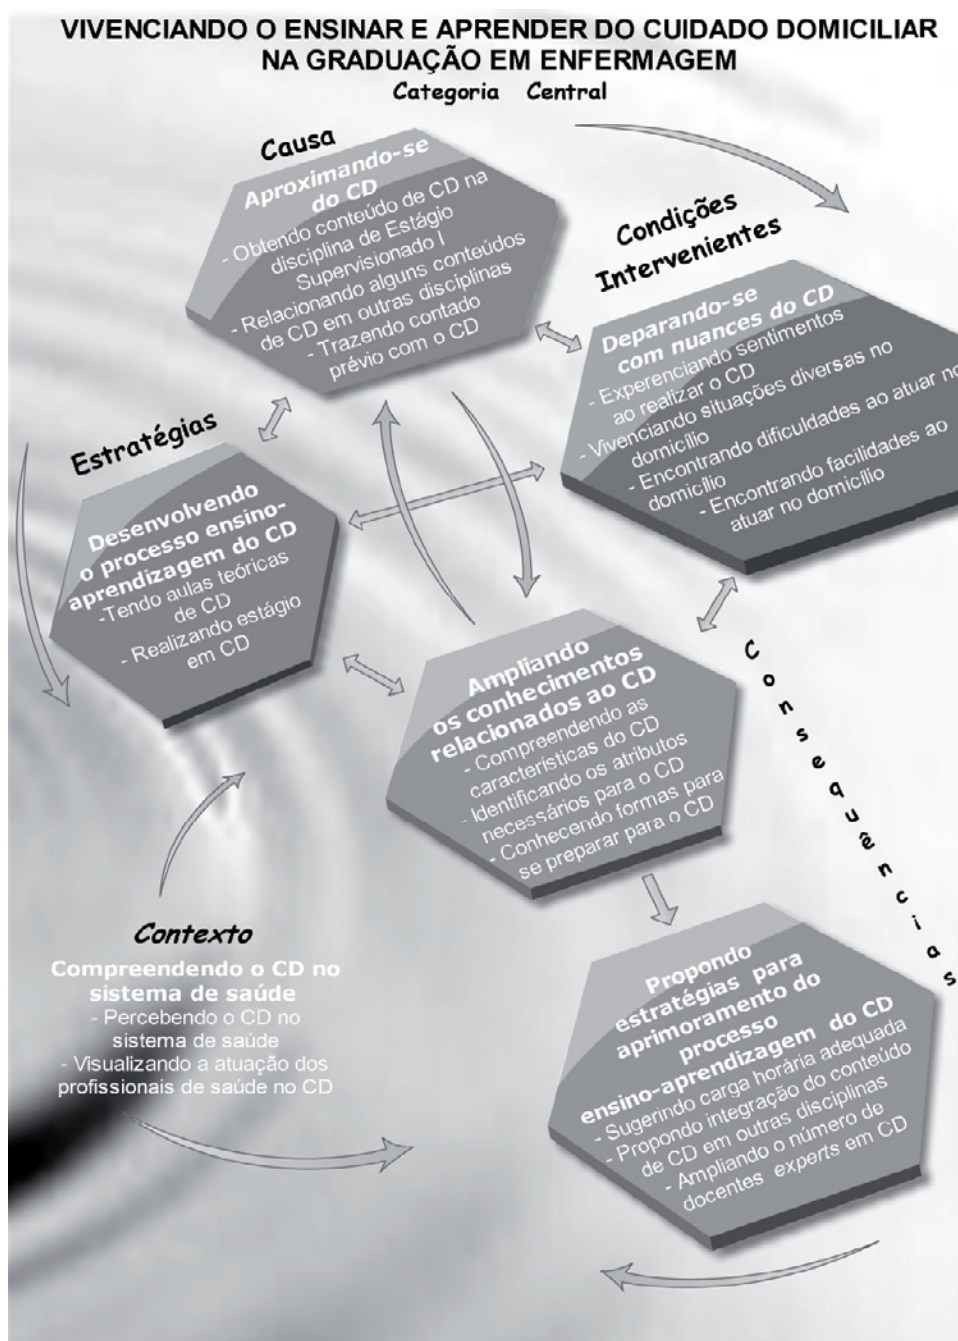 VIVENCIANDO O ENSINAR E APRENDER DO CUIDADO DOMICILIAR
NA GRADUAÇÃO EM ENFERMAGEM
Categoria Central
Causa
Aproximando-se
do CD
- Obtendo conteúdo de CD na
disciplina de Estágio
Supervisionado I
- Relacionando alguns conteúdos
de CD em outras disciplinas
- Trazendo contado
prévio com o CD
Condições
Intervenientes
Deparando-se
com nuances do CD
- Experenciando sentimentos
ao realizar o CD
- Vivenciando situações diversas no
domicílio
- Encontrando dificuldades ao atuar no
domicílio
- Encontrando facilidades ao
atuar no domicílio
Estratégias
Desenvolvendo
o processo ensino-
aprendizagem do CD
-Tendo aulas teóricas
de CD
- Realizando estágio
em CD
Ampliando
os conhecimentos
relacionados ao CD
- Compreendendo as
características do CD
- Identificando os atributos
necessários para o CD
- Conhecendo formas para
se preparar para o CD
Consequências
Contexto
Compreendendo o CD no
sistema de saúde
- Percebendo o CD no
sistema de saúde
- Visualizando a atuação dos
profissionais de saúde no CD
Propondo
estratégias para
aprimoramento do
processo
ensino-aprendizagem do CD
- Sugerindo carga horária adequada
- Propondo integração do conteúdo
de CD em outras disciplinas
- Ampliando o número de
docentes experts em CD